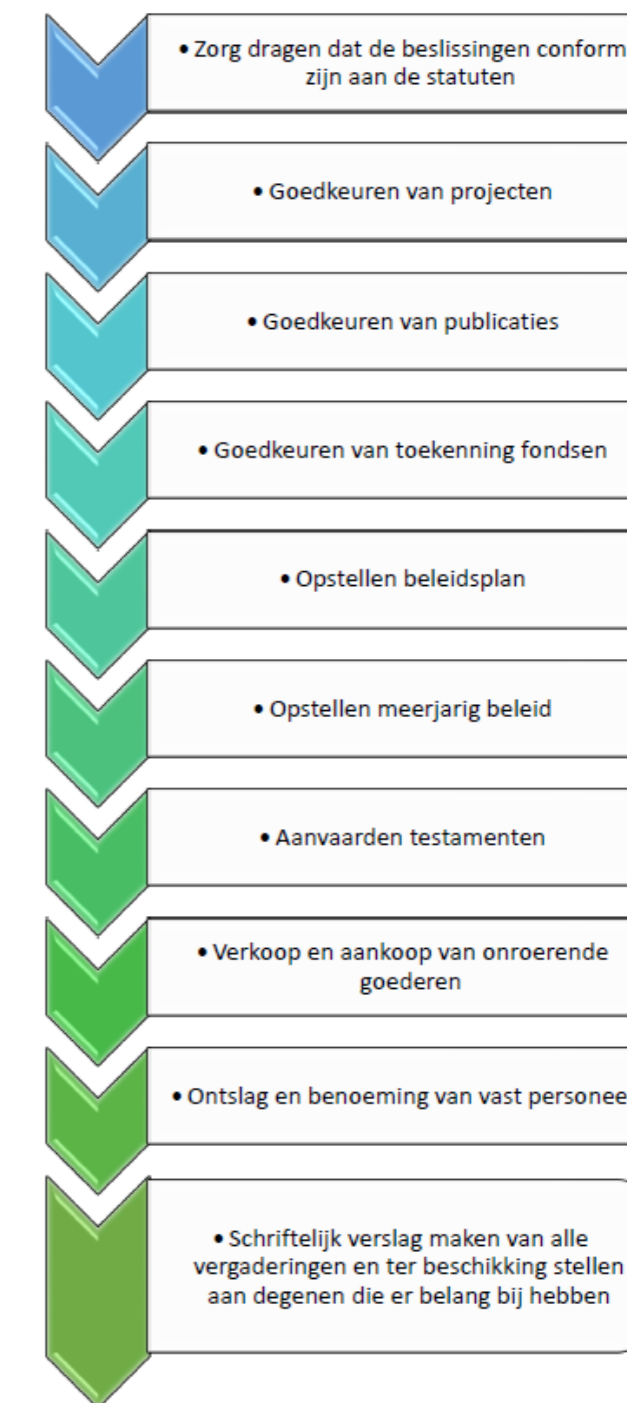 • Zorg dragen dat de beslissingen conform
zijn aan de statuten
• Goedkeuren van projecten
• Goedkeuren van publicaties
• Goedkeuren van toekenning fondsen
• Opstellen beleidsplan
• Opstellen meerjarig beleid
• Aanvaarden testamenten
• Verkoop en aankoop van onroerende
goederen
• Ontslag en benoeming van vast personee
• Schriftelijk verslag maken van alle
vergaderingen en ter beschikking stellen
aan degenen die er belang bij hebben